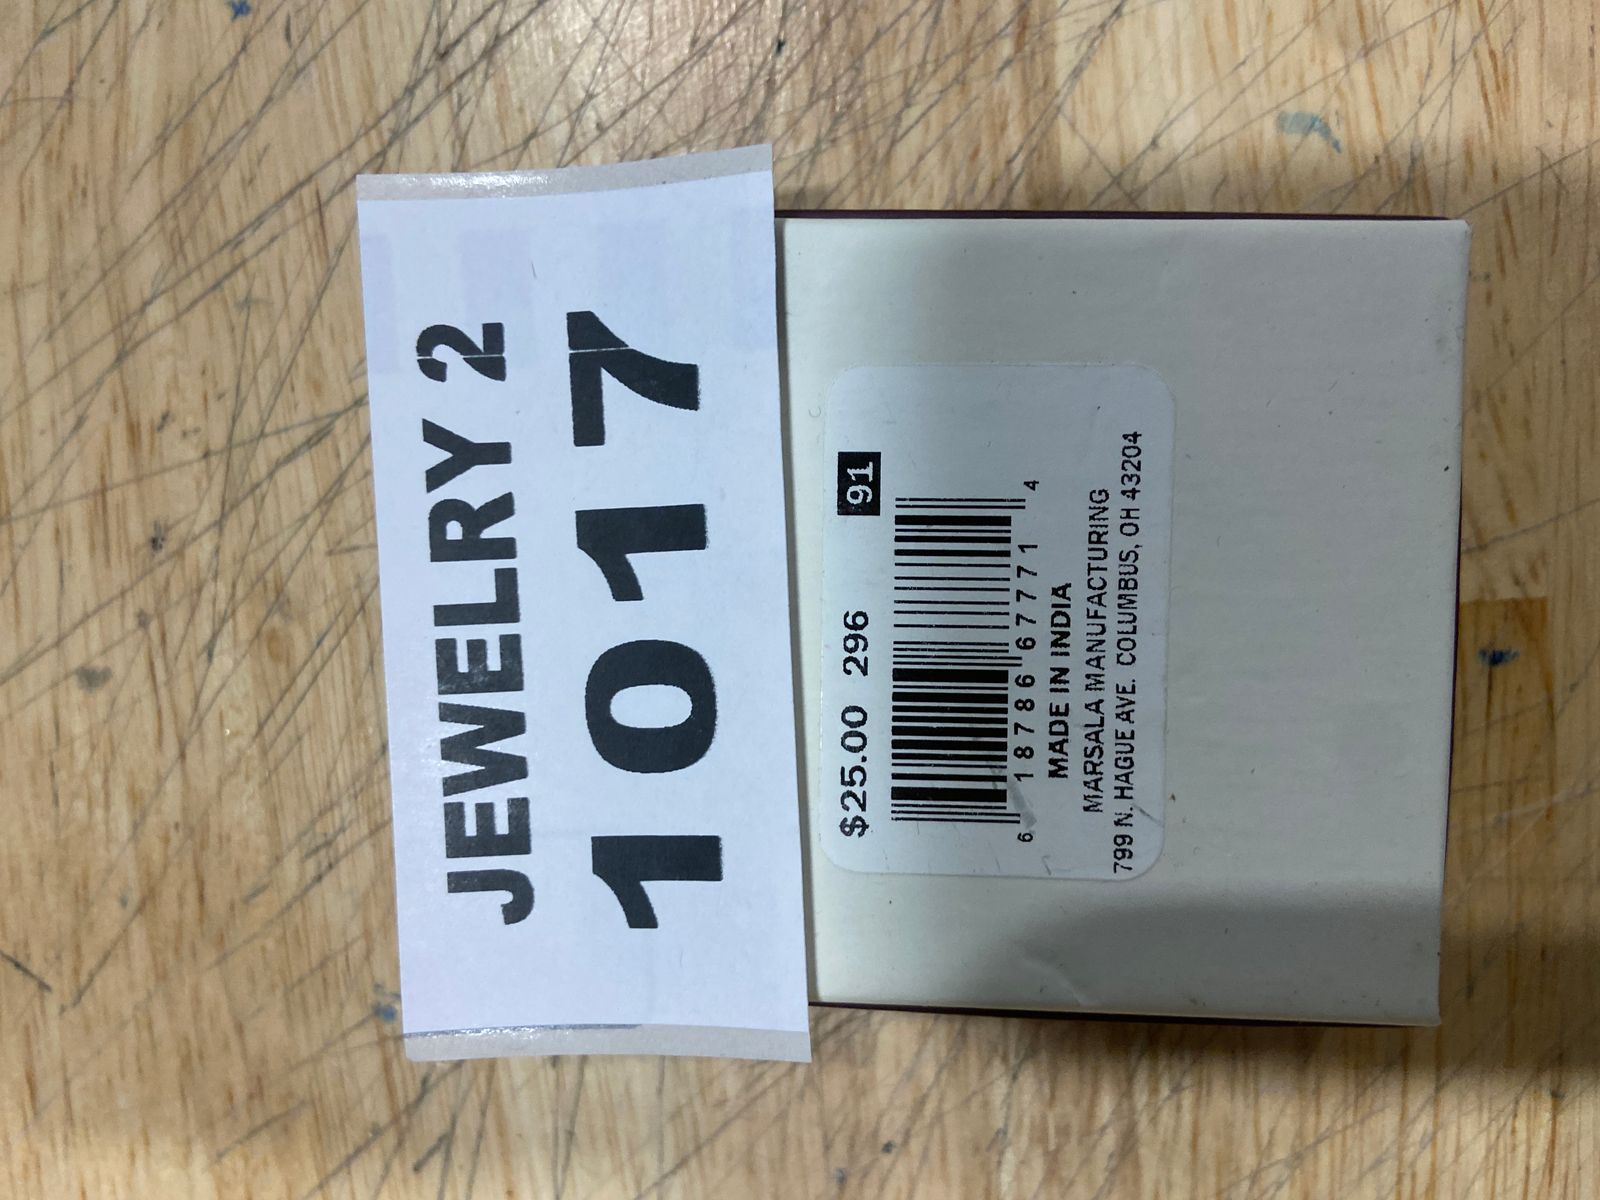 JEWELRY 2
1017
$25.00 296 91
6 18786 67771 4
MADE IN INDIA
MARSALA MANUFACTURING
799 N. HAGUE AVE. COLUMBUS, OH 43204